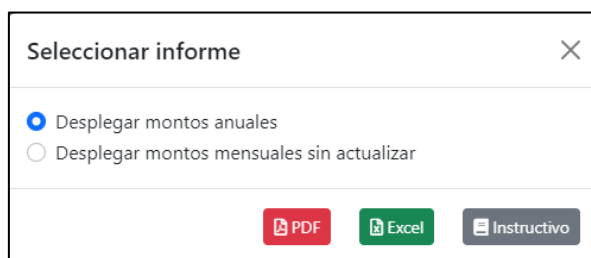 Seleccionar informe
Desplegar montos anuales
Desplegar montos mensuales sin actualizar
PDF Excel Instructivo